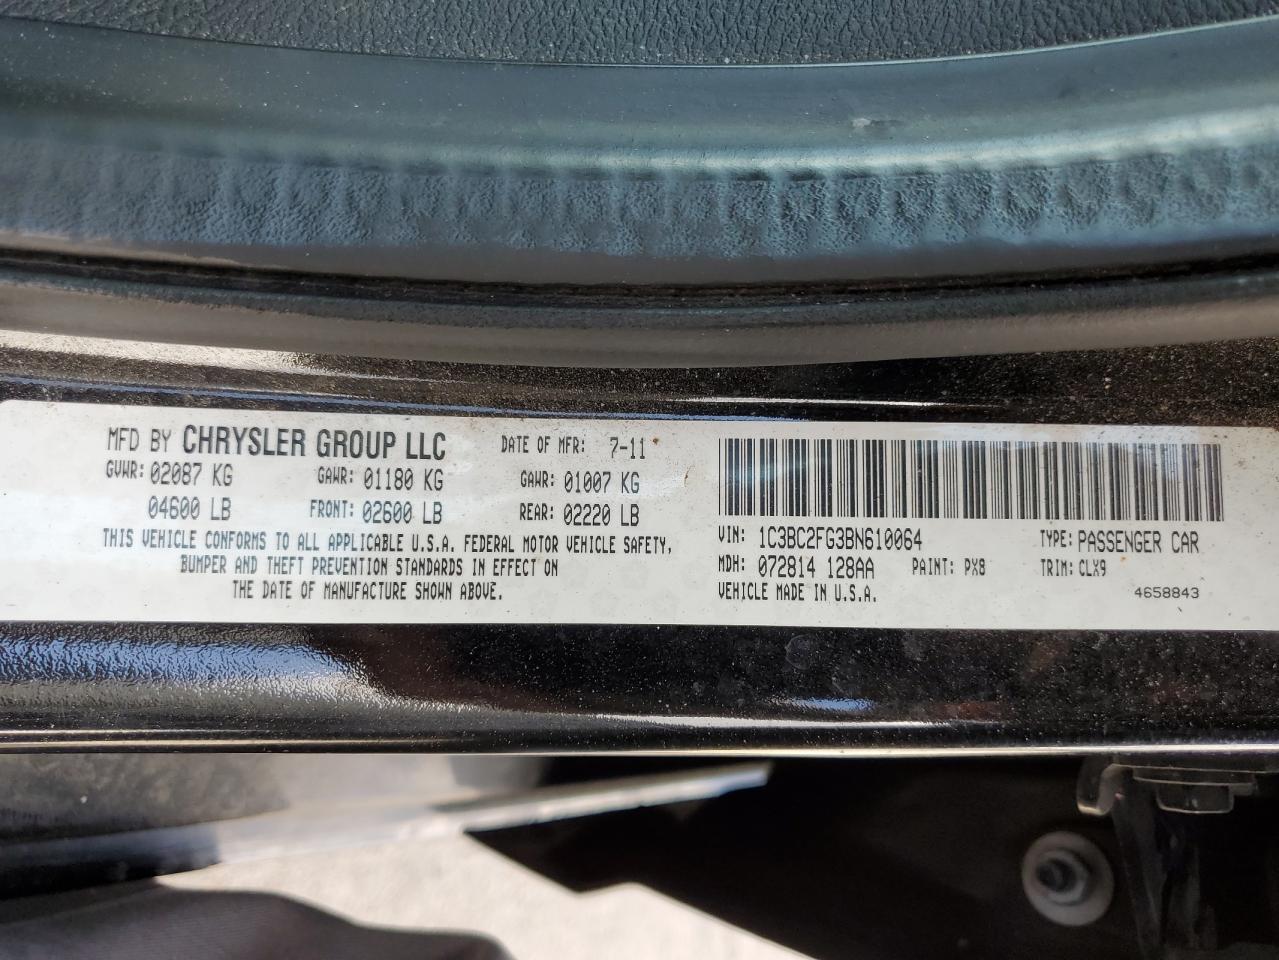 MFD BY CHRYSLER GROUP LLC DATE OF MFR: 7-11
GVWR: 02087 KG GAWR: 01180 KG GAWR: 01007 KG
04600 LB FRONT: 02600 LB REAR: 02220 LB
THIS VEHICLE CONFORMS TO ALL APPLICABLE U.S.A. FEDERAL MOTOR VEHICLE SAFETY,
BUMPER AND THEFT PREVENTION STANDARDS IN EFFECT ON
THE DATE OF MANUFACTURE SHOWN ABOVE.
VIN: 1C3BC2FG3BN610064 TYPE: PASSENGER CAR
MDH: 072814 128AA PAINT: PX8 TRIM: CLX9
VEHICLE MADE IN U.S.A. 4658843